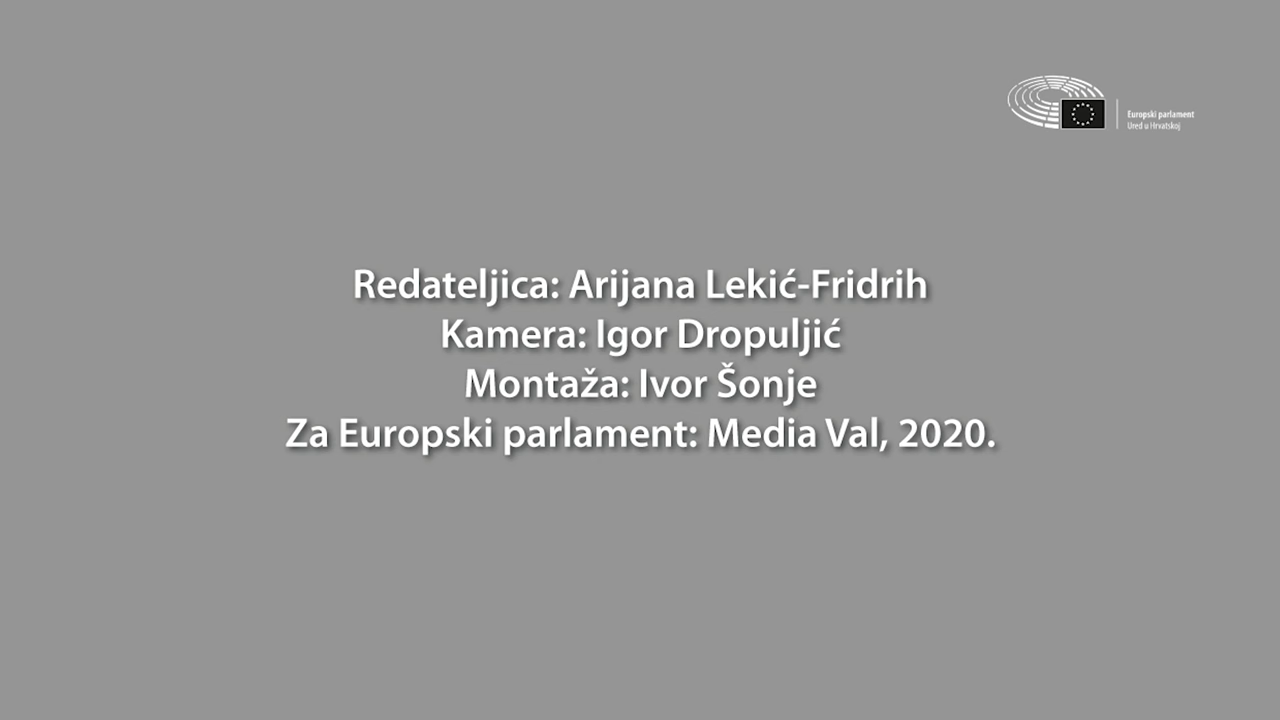 Europski parlament
Ured u Hrvatskoj
Redateljica: Arijana Lekić-Fridrih
Kamera: Igor Dropuljić
Montaža: Ivor Šonje
Za Europski parlament: Media Val, 2020.